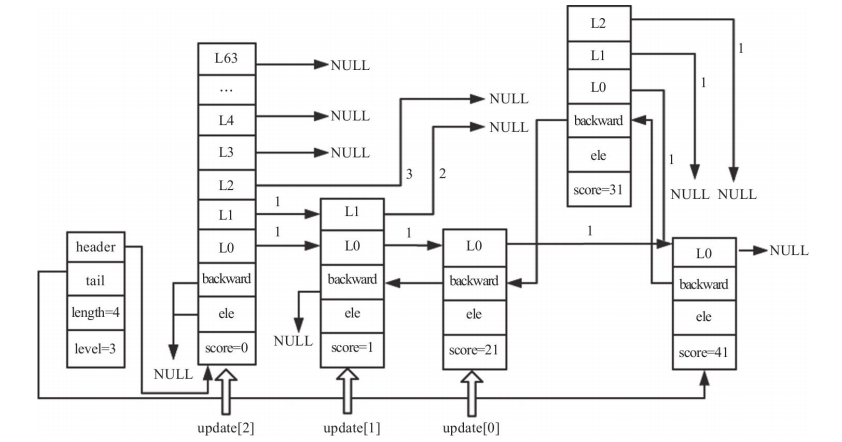 header
tail
length=4
level=3
L63
...
L4
L3
L2
L1
L0
backward
ele
score=0
NULL
NULL
NULL
NULL
NULL
NULL
3
2
1
1
L1
L0
backward
ele
score=1
NULL
1
L0
backward
ele
score=21
1
L2
L1
L0
backward
ele
score=31
1
1
1
NULL NULL
L0
backward
ele
score=41
NULL
update[2]
update[1]
update[0]